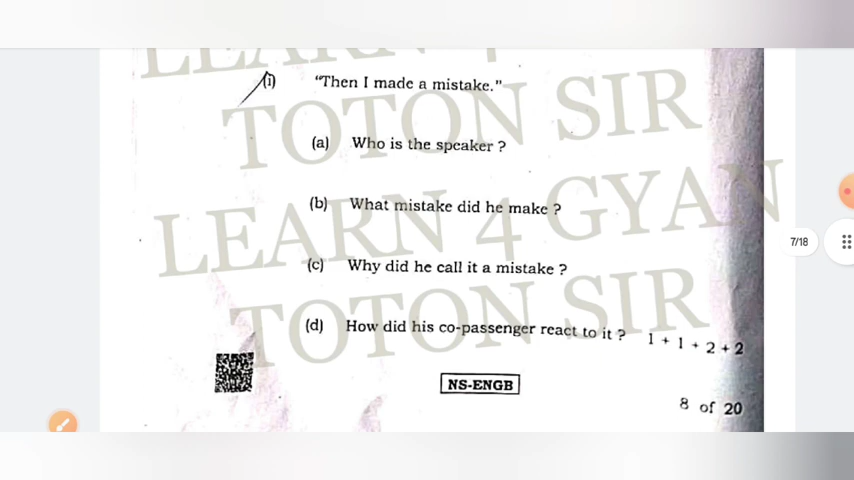 LEARN 4
(i) "Then I made a mistake."
TOTON SIR
(a) Who is the speaker ?
(b) What mistake did he make ?
LEARN 4 GYAN
(c) Why did he call it a mistake ?
TOTON SIR
(d) How did his co-passenger react to it ? 1 + 1 + 2 + 2
NS-ENGB
8 of 20
7/18